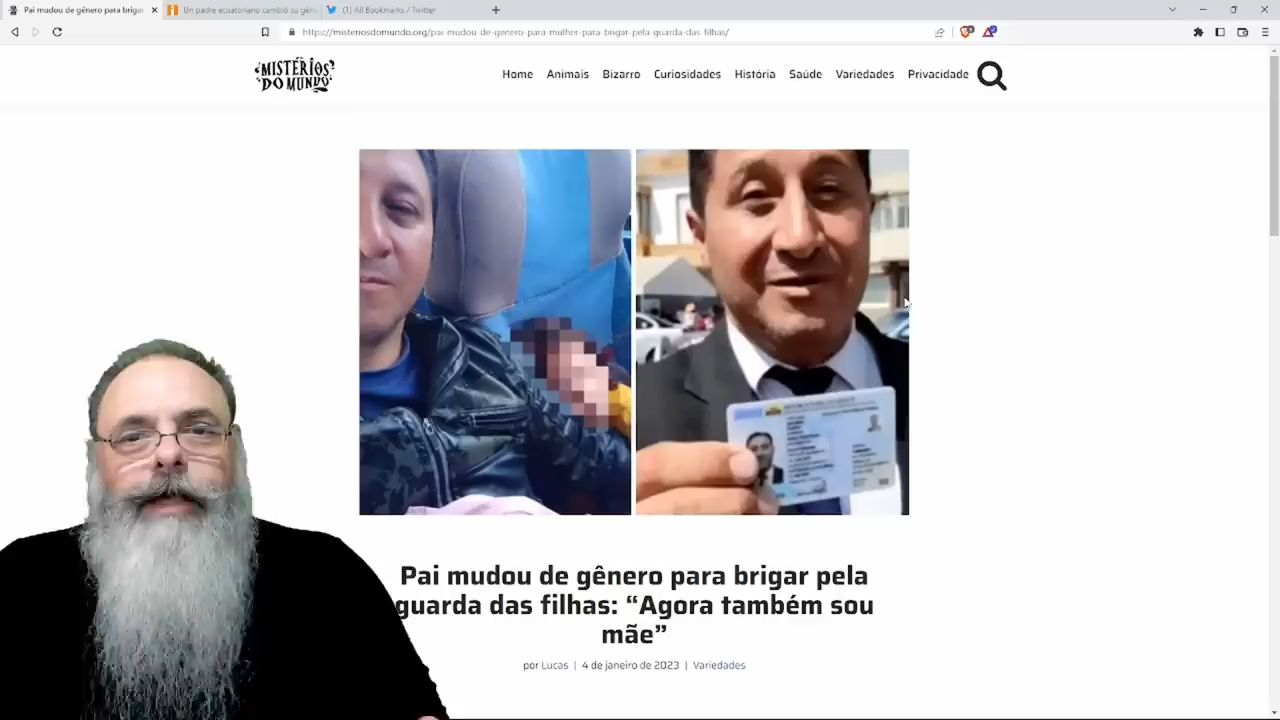 Pai mudou de gênero para brigar
Un padre ecuatoriano cambió su géne
(1) All Bookmarks / Twitter
https://misteriosdomundo.org/pai-mudou-de-genero-para-mulher-para-brigar-pela-guarda-das-filhas/
MISTÉRIOS
DO MUNDO
Home Animais Bizarro Curiosidades História Saúde Variedades Privacidade
Pai mudou de gênero para brigar pela
guarda das filhas: “Agora também sou
mãe”
por Lucas | 4 de janeiro de 2023 | Variedades